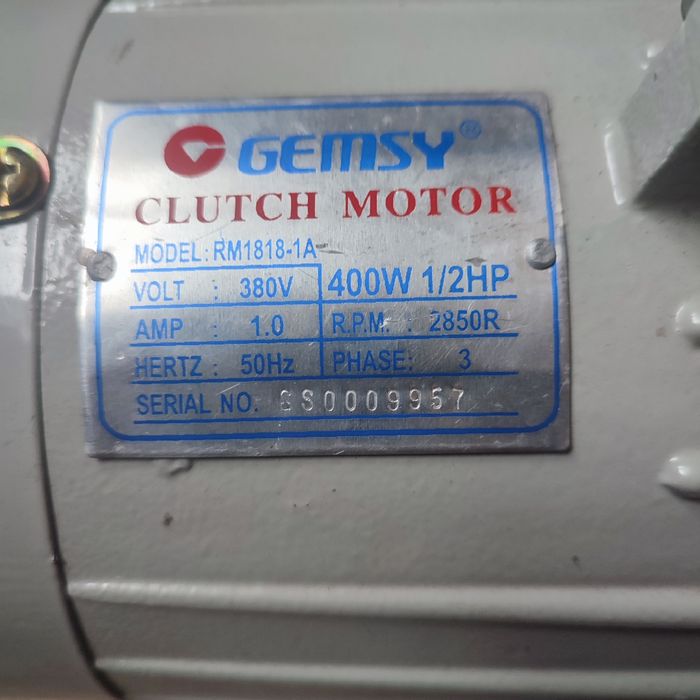 GEMSY®
CLUTCH MOTOR
MODEL: RM1818-1A
VOLT : 380V 400W 1/2HP
AMP : 1.0 R.P.M. : 2850R
HERTZ : 50Hz PHASE: 3
SERIAL NO. GS0009957